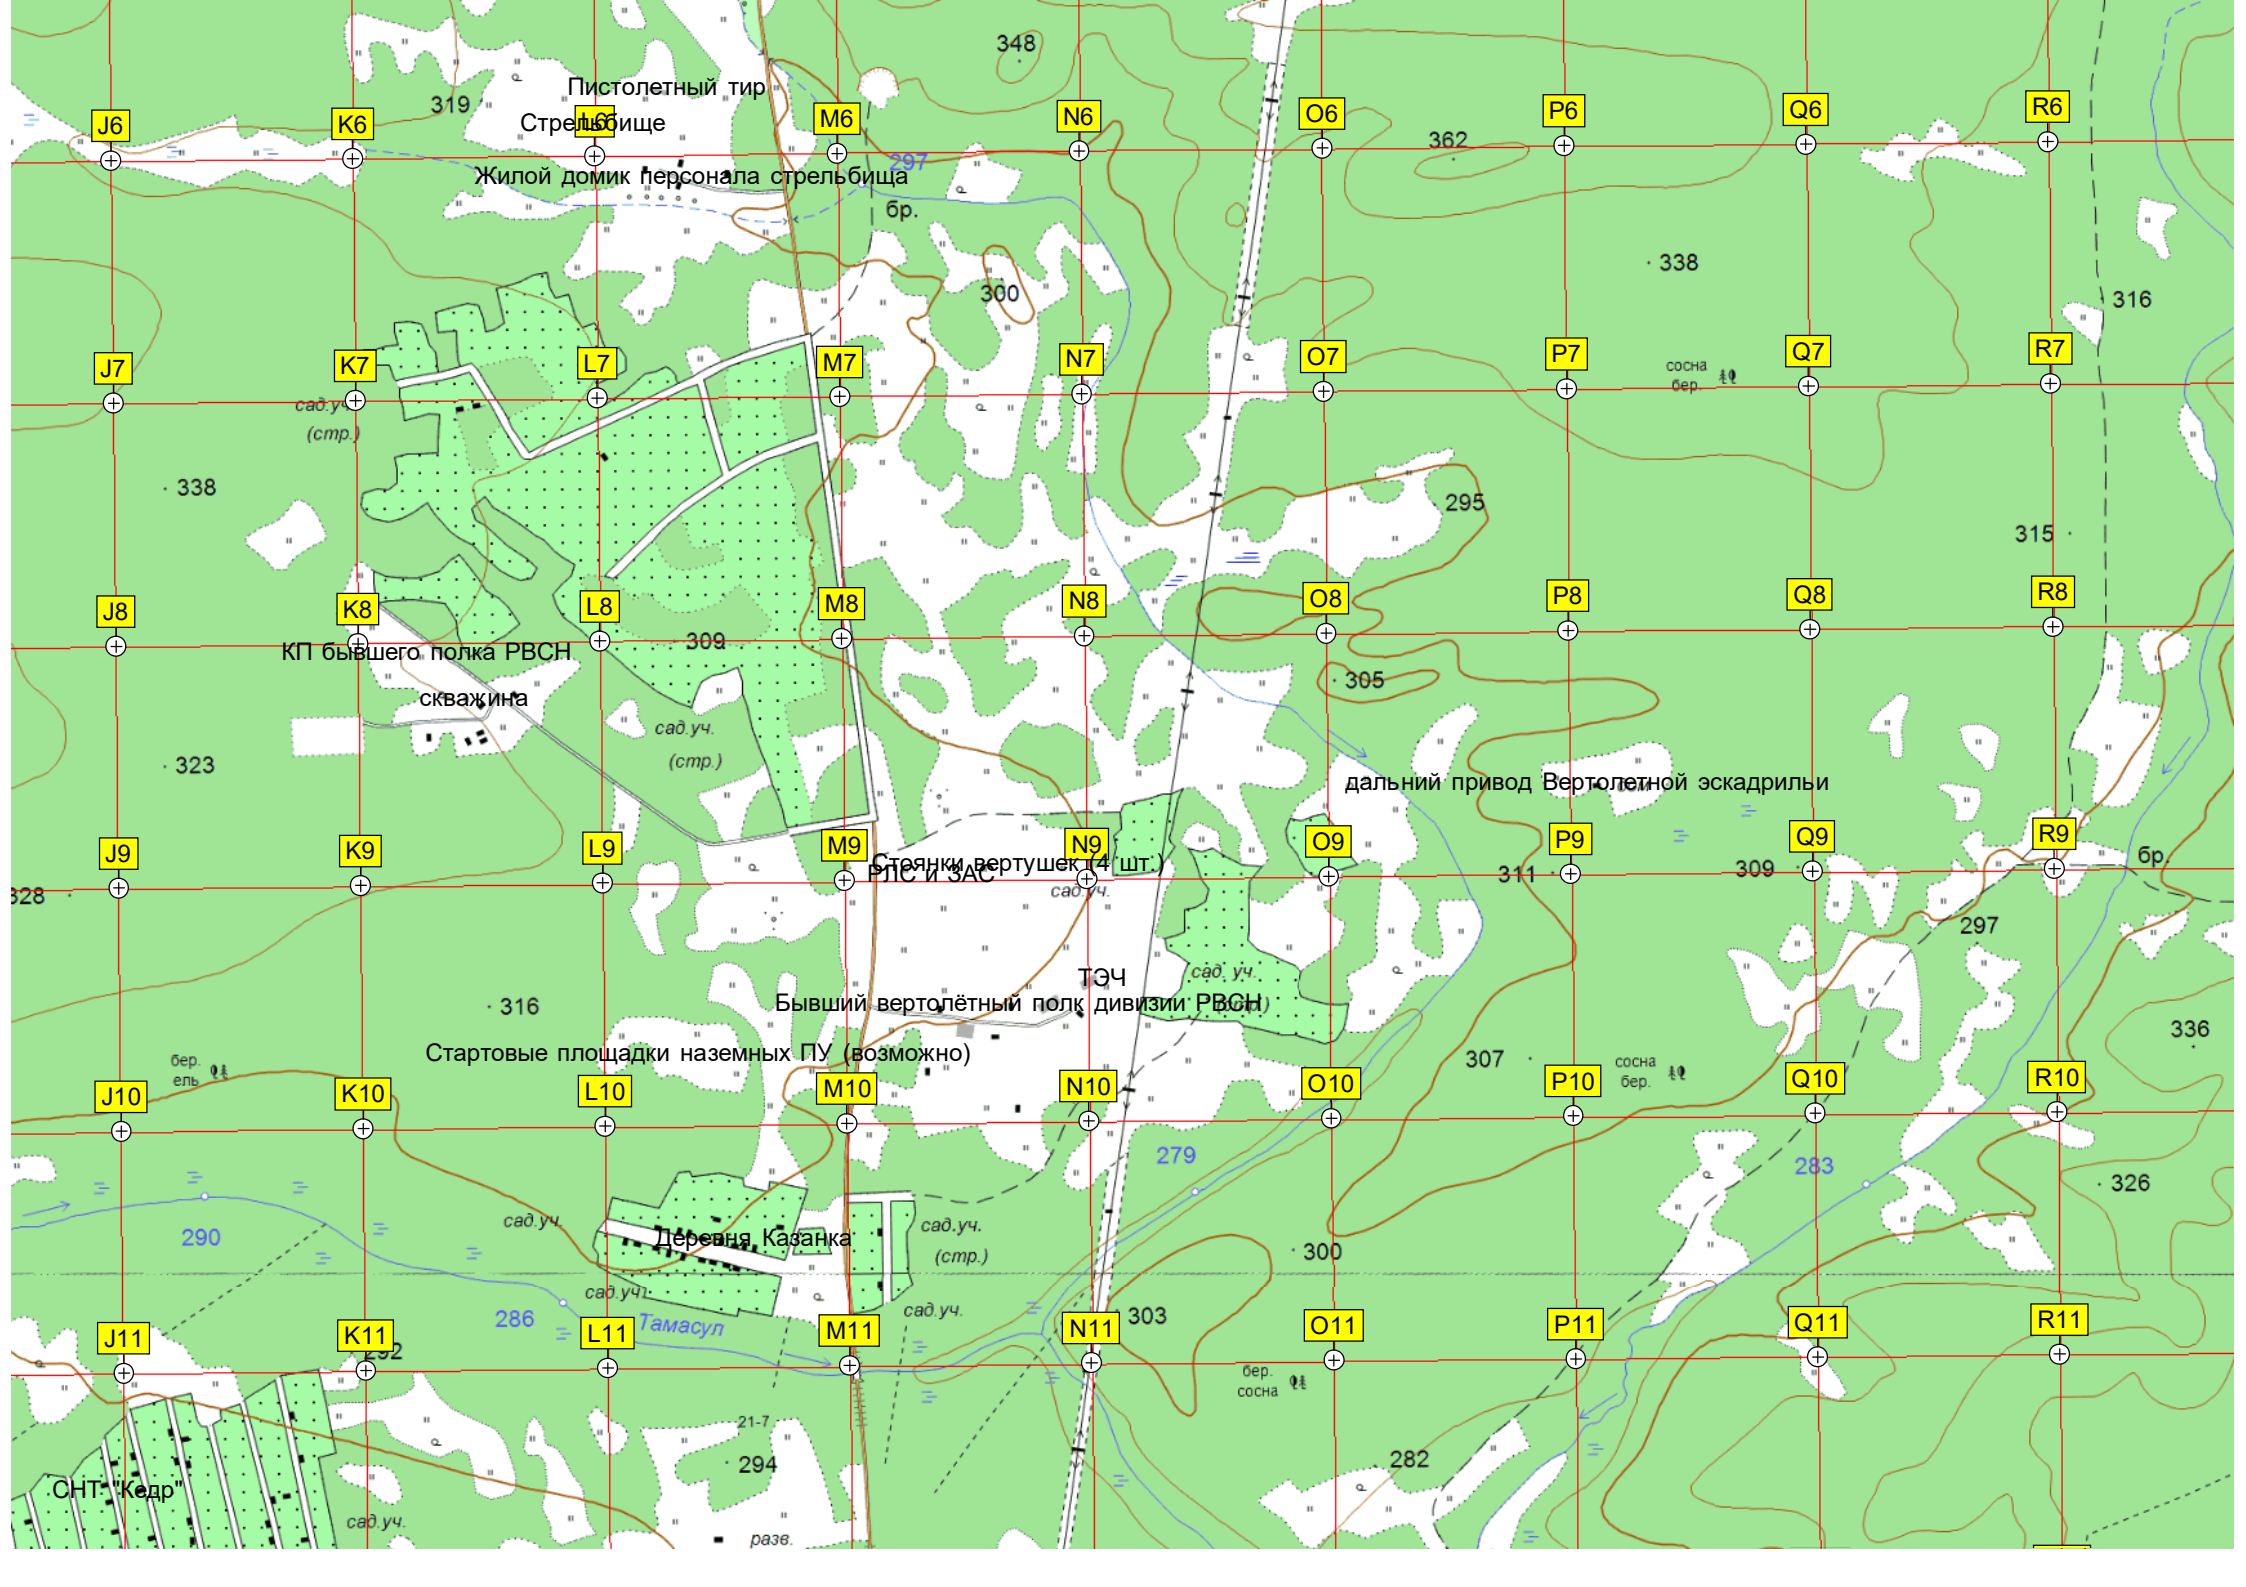 348
Пистолетный тир
319
J6
K6
L6
Стрельбище
M6
N6
O6
P6
Q6
R6
362
297
Жилой домик персонала стрельбища
бр.
338
300
316
J7
K7
L7
M7
N7
O7
P7
Q7
R7
сосна
бер.
сад.уч.
(стр.)
338
295
315
J8
K8
L8
M8
N8
O8
P8
Q8
R8
309
КП бывшего полка РВСН
305
скважина
сад.уч.
(стр.)
323
дальний привод Вертолетной эскадрильи
J9
K9
L9
M9
N9
O9
P9
Q9
R9
бр.
Стоянки вертушек (4 шт.)
РЛС и ЗАС
311
309
сад.уч.
328
297
сад. уч.
(стр.)
ТЭЧ
Бывший вертолётный полк дивизии РВСН
316
336
Стартовые площадки наземных ПУ (возможно)
307
бер.
ель
сосна
бер.
J10
K10
L10
M10
N10
O10
P10
Q10
R10
279
283
326
290
сад.уч.
Деревня Казанка
сад.уч.
(стр.)
300
сад.уч.
286
Тамасул
сад.уч.
303
J11
K11
L11
M11
N11
O11
P11
Q11
R11
292
бер.
сосна
21-7
294
282
СНТ "Кедр"
сад.уч.
разв.